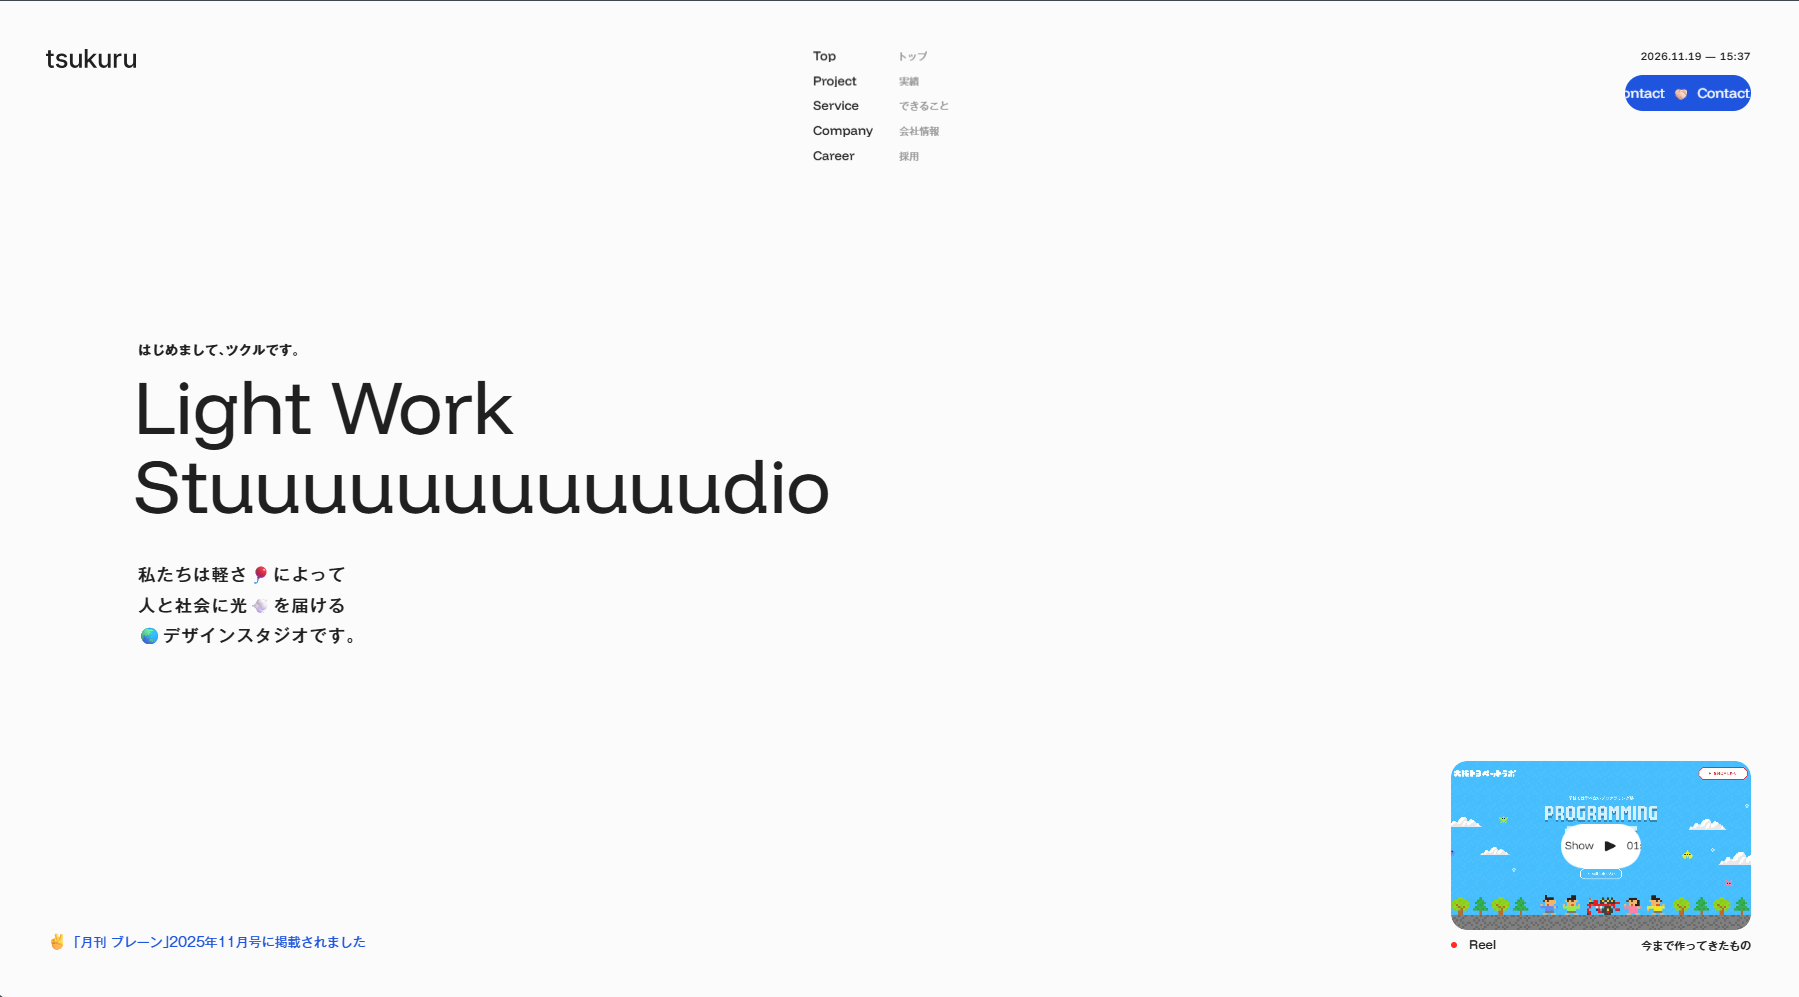 tsukuru
Top トップ
Project 実績
Service できること
Company 会社情報
Career 採用
2026.11.19 — 15:37
ontact Contact
はじめまして、ツクルです。
Light Work
Stuuuuuuuuuuudio
私たちは軽さ🎈によって
人と社会に光を届ける
🌏デザインスタジオです。
PROGRAMMING
Show ▶ 01:
✌️「月刊 ブレーン」2025年11月号に掲載されました
Reel 今まで作ってきたもの